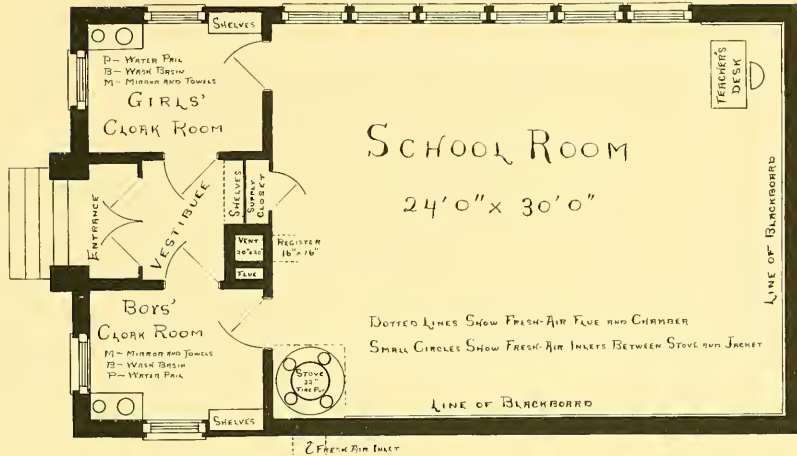 SHELVES
P – WATER PAIL
B – WASH BASIN
M – MIRROR AND TOWELS
GIRLS'
CLOAK ROOM
TEACHER'S
DESK
SCHOOL ROOM
24'0" x 30'0"
ENTRANCE
VESTIBULE
SHELVES
SUPPLY
CLOSET
VENT
20"x20"
REGISTER
16"x16"
FLUE
LINE OF BLACKBOARD
BOYS'
CLOAK ROOM
M – MIRROR AND TOWELS
B – WASH BASIN
P – WATER PAIL
DOTTED LINES SHOW FRESH-AIR FLUE AND CHAMBER
SMALL CIRCLES SHOW FRESH-AIR INLETS BETWEEN STOVE AND JACKET
STOVE
22"
FIRE POT
LINE OF BLACKBOARD
SHELVES
FRESH AIR INLET